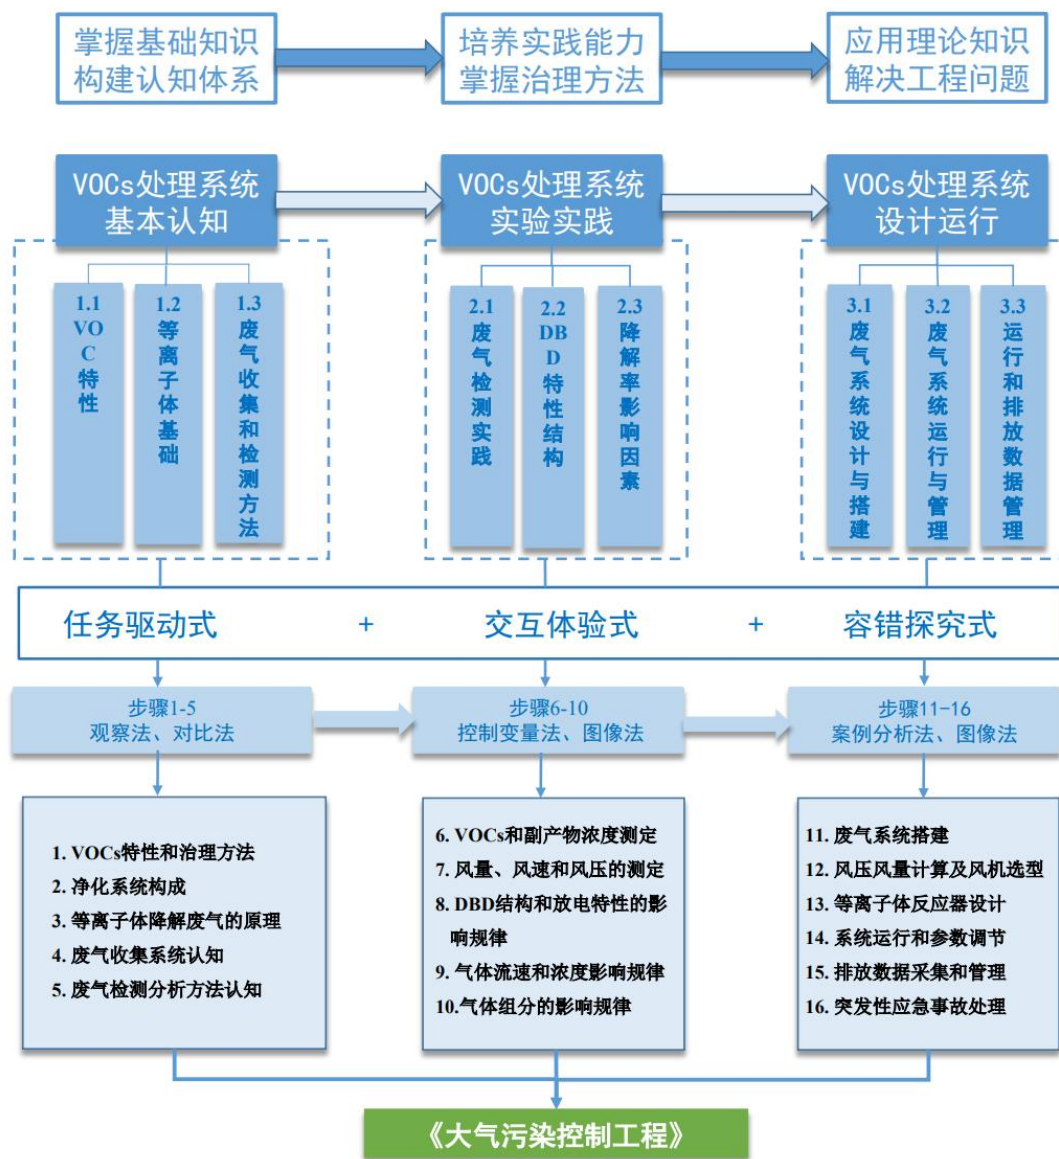 掌握基础知识
构建认知体系
培养实践能力
掌握治理方法
应用理论知识
解决工程问题
VOCs处理系统
基本认知
VOCs处理系统
实验实践
VOCs处理系统
设计运行
1.1
VO
C
特
性
1.2
等
离
子
体
基
础
1.3
废
气
收
集
和
检
测
方
法
2.1
废
气
检
测
实
践
2.2
DB
D
特
性
结
构
2.3
降
解
率
影
响
因
素
3.1
废
气
系
统
设
计
与
搭
建
3.2
废
气
系
统
运
行
与
管
理
3.3
运
行
和
排
放
数
据
管
理
任务驱动式 + 交互体验式 + 容错探究式
步骤1-5
观察法、对比法
步骤6-10
控制变量法、图像法
步骤11-16
案例分析法、图像法
1. VOCs特性和治理方法
2. 净化系统构成
3. 等离子体降解废气的原理
4. 废气收集系统认知
5. 废气检测分析方法认知
6. VOCs和副产物浓度测定
7. 风量、风速和风压的测定
8. DBD结构和放电特性的影
响规律
9. 气体流速和浓度影响规律
10.气体组分的影响规律
11. 废气系统搭建
12. 风压风量计算及风机选型
13. 等离子体反应器设计
14. 系统运行和参数调节
15. 排放数据采集和管理
16. 突发性应急事故处理
《大气污染控制工程》